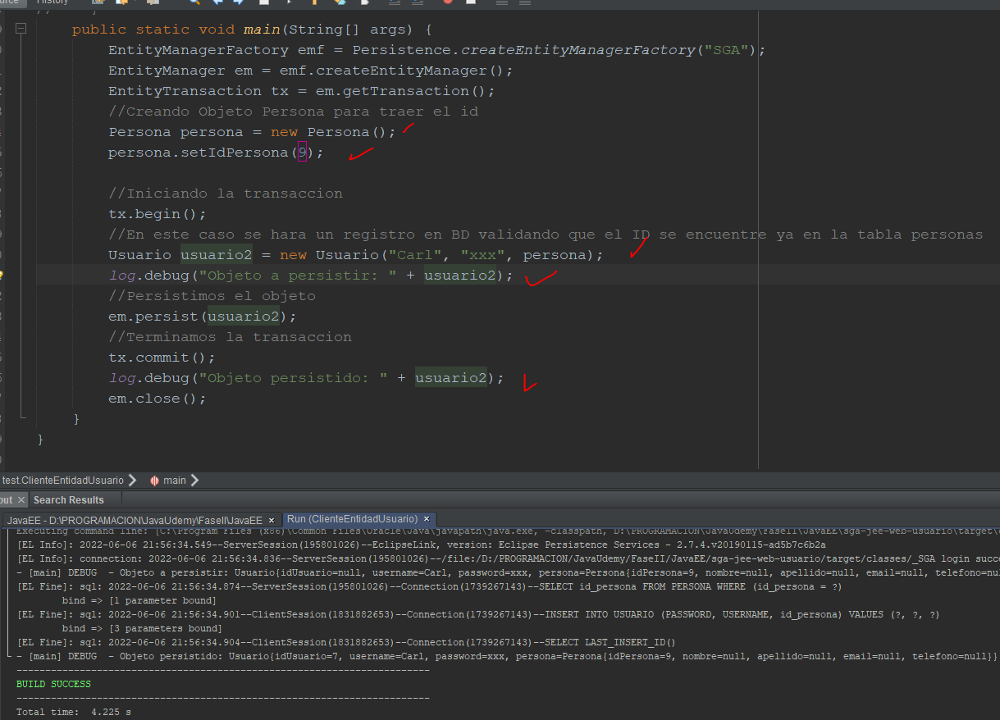 History
// }
public static void main(String[] args) {
EntityManagerFactory emf = Persistence.createEntityManagerFactory("SGA");
EntityManager em = emf.createEntityManager();
EntityTransaction tx = em.getTransaction();
//Creando Objeto Persona para traer el id
Persona persona = new Persona();
persona.setIdPersona(9);
//Iniciando la transaccion
tx.begin();
//En este caso se hara un registro en BD validando que el ID se encuentre ya en la tabla personas
Usuario usuario2 = new Usuario("Carl", "xxx", persona);
log.debug("Objeto a persistir: " + usuario2);
//Persistimos el objeto
em.persist(usuario2);
//Terminamos la transaccion
tx.commit();
log.debug("Objeto persistido: " + usuario2);
em.close();
}
}
test.ClienteEntidadUsuario main
Search Results
JavaEE - D:\PROGRAMACION\JavaUdemy\FaseII\JavaEE × Run (ClienteEntidadUsuario) ×
Executing command line: [C:\Program Files (x86)\Common Files\Oracle\Java\javapath\java.exe, -classpath, D:\PROGRAMACION\JavaUdemy\FaseII\JavaEE\sga-jee-web-usuario\target\
[EL Info]: 2022-06-06 21:56:34.549--ServerSession(195801026)--EclipseLink, version: Eclipse Persistence Services - 2.7.4.v20190115-ad5b7c6b2a
[EL Info]: connection: 2022-06-06 21:56:34.836--ServerSession(195801026)--/file:/D:/PROGRAMACION/JavaUdemy/FaseII/JavaEE/sga-jee-web-usuario/target/classes/_SGA login succe
- [main] DEBUG - Objeto a persistir: Usuario{idUsuario=null, username=Carl, password=xxx, persona=Persona{idPersona=9, nombre=null, apellido=null, email=null, telefono=nul
[EL Fine]: sql: 2022-06-06 21:56:34.874--ServerSession(195801026)--Connection(1739267143)--SELECT id_persona FROM PERSONA WHERE (id_persona = ?)
bind => [1 parameter bound]
[EL Fine]: sql: 2022-06-06 21:56:34.901--ClientSession(1831882653)--Connection(1739267143)--INSERT INTO USUARIO (PASSWORD, USERNAME, id_persona) VALUES (?, ?, ?)
bind => [3 parameters bound]
[EL Fine]: sql: 2022-06-06 21:56:34.904--ClientSession(1831882653)--Connection(1739267143)--SELECT LAST_INSERT_ID()
- [main] DEBUG - Objeto persistido: Usuario{idUsuario=7, username=Carl, password=xxx, persona=Persona{idPersona=9, nombre=null, apellido=null, email=null, telefono=null}}
------------------------------------------------------------------------
BUILD SUCCESS
------------------------------------------------------------------------
Total time: 4.225 s